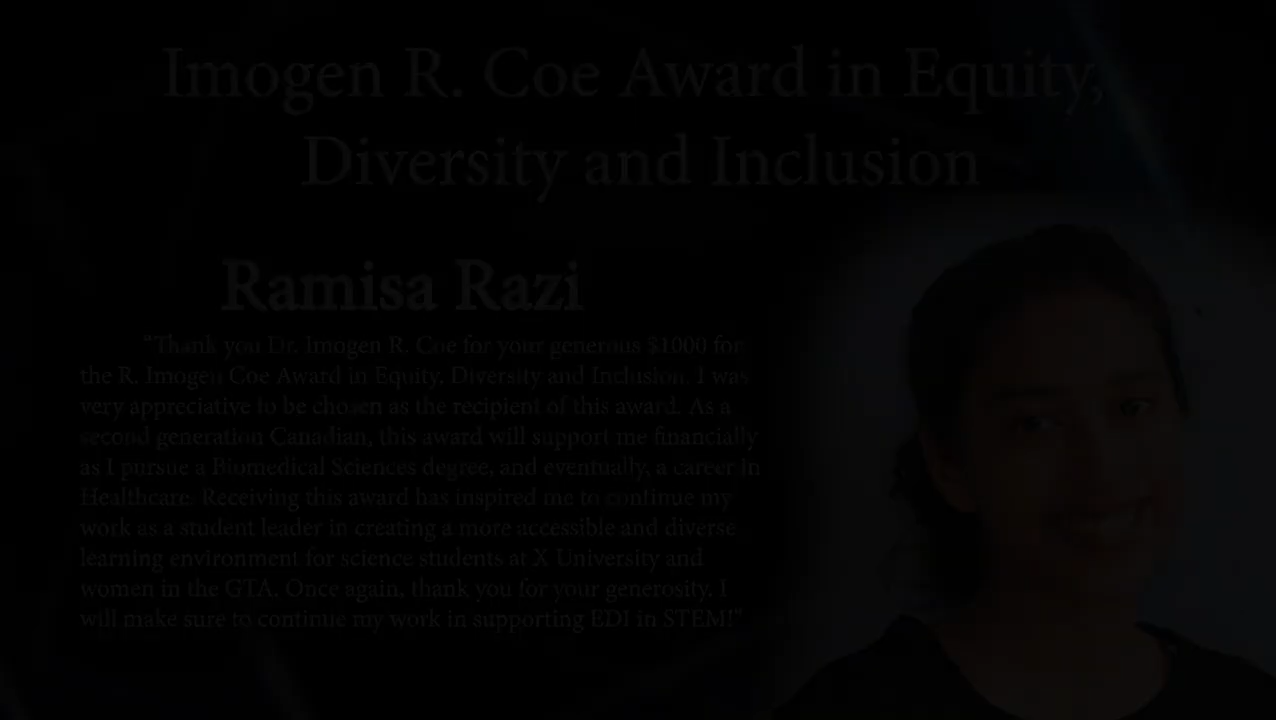 Imogen R. Coe Award in Equity,
Diversity and Inclusion
Ramisa Razi
"Thank you Dr. Imogen R. Coe for your generous $1000 for
the R. Imogen Coe Award in Equity, Diversity and Inclusion. I was
very appreciative to be chosen as the recipient of this award. As a
second generation Canadian, this award will support me financially
as I pursue a Biomedical Sciences degree, and eventually, a career in
Healthcare. Receiving this award has inspired me to continue my
work as a student leader in creating a more accessible and diverse
learning environment for science students at X University and
women in the GTA. Once again, thank you for your generosity. I
will make sure to continue my work in supporting EDI in STEM!"